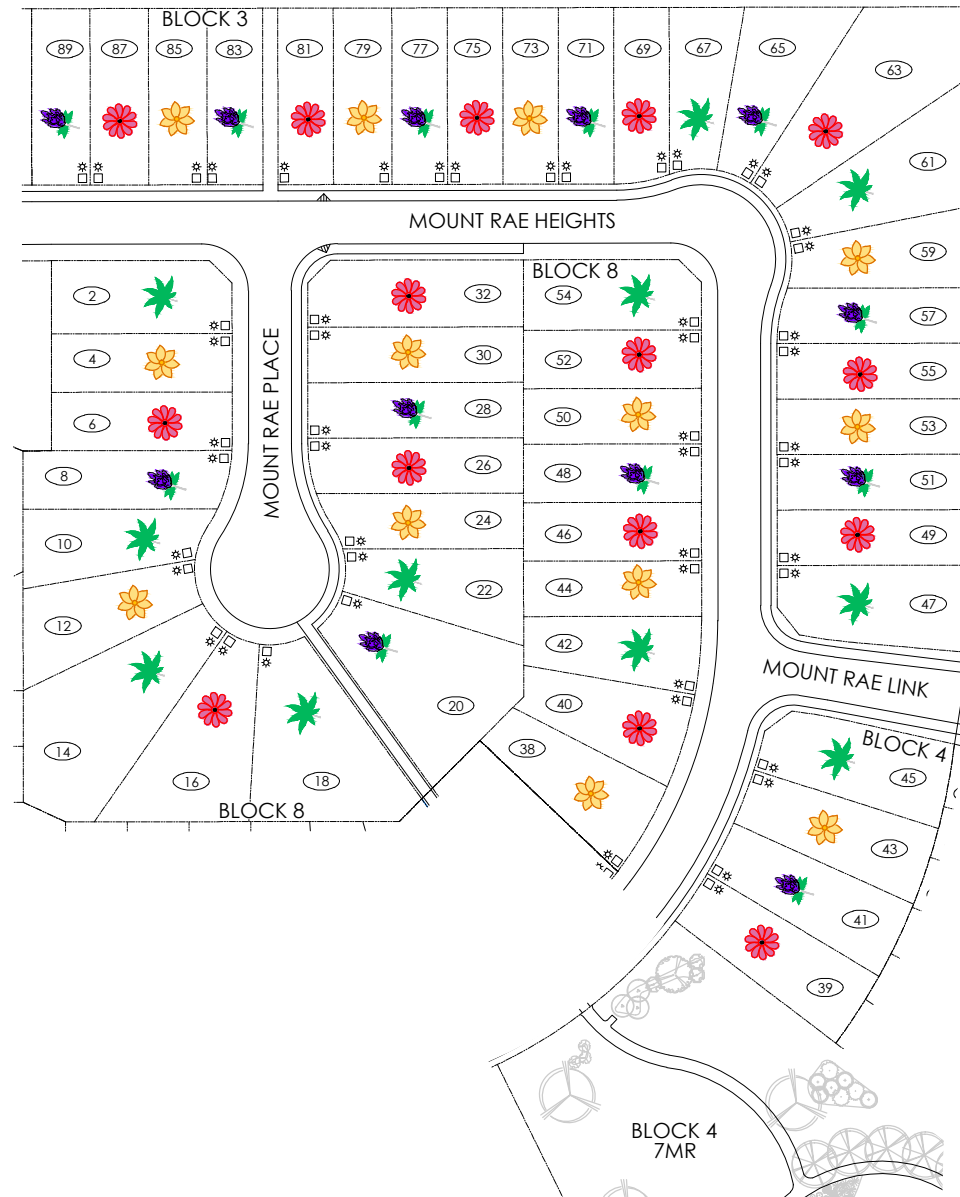 BLOCK 3
89 87 85 83 81 79 77 75 73 71 69 67 65
63
61
MOUNT RAE HEIGHTS
59
BLOCK 8
2 32 54
57
4 30 52
55
MOUNT RAE PLACE
6 28 50
53
8 26 48
51
10 24 46
49
22 44
47
12 42
MOUNT RAE LINK
20 40
14 38
16 18
BLOCK 4
45
BLOCK 8
43
41
39
BLOCK 4
7MR